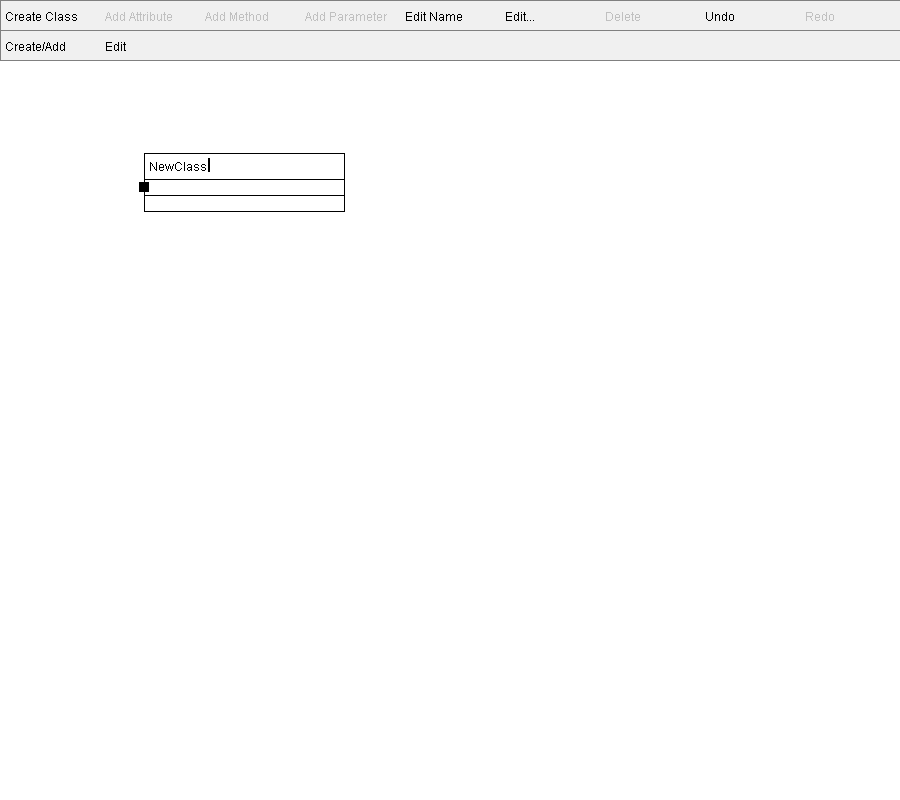 Create Class Add Attribute Add Method Add Parameter Edit Name Edit... Delete Undo Redo
Create/Add Edit
NewClass